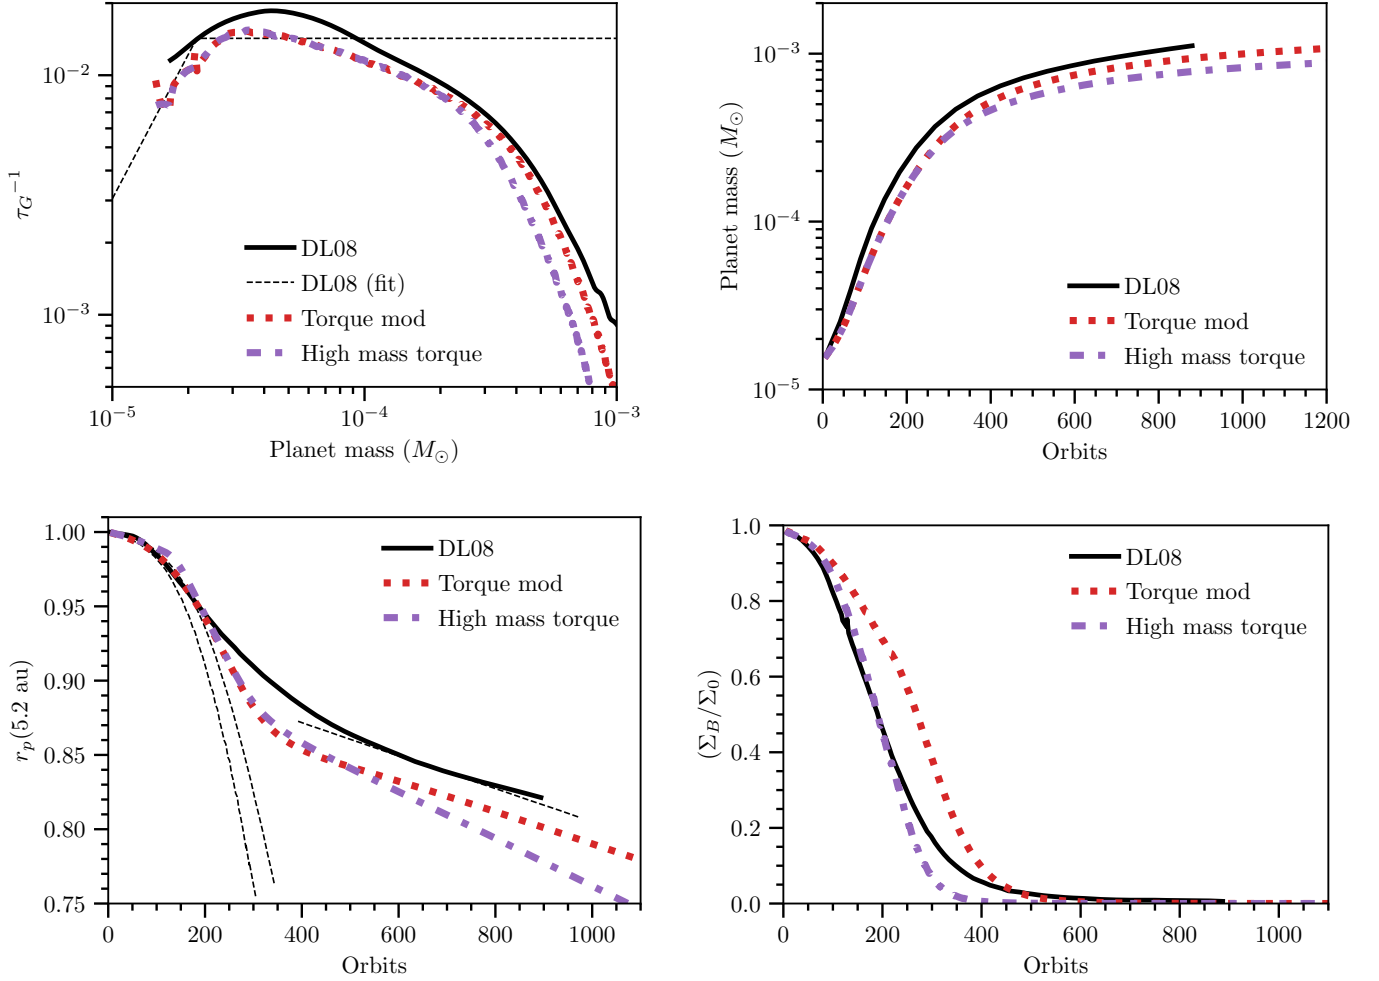 10⁻²
10⁻³
τ_G⁻¹
DL08
DL08 (fit)
Torque mod
High mass torque
10⁻⁵ 10⁻⁴ 10⁻³
Planet mass (M⊙)
10⁻³
10⁻⁴
10⁻⁵
Planet mass (M⊙)
DL08
Torque mod
High mass torque
0 200 400 600 800 1000 1200
Orbits
1.00
0.95
0.90
0.85
0.80
0.75
r_p(5.2 au)
DL08
Torque mod
High mass torque
0 200 400 600 800 1000
Orbits
1.0
0.8
0.6
0.4
0.2
0.0
(Σ_B/Σ_0)
DL08
Torque mod
High mass torque
0 200 400 600 800 1000
Orbits